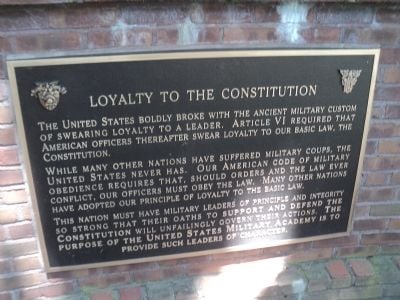 LOYALTY TO THE CONSTITUTION
THE UNITED STATES BOLDLY BROKE WITH THE ANCIENT MILITARY CUSTOM
OF SWEARING LOYALTY TO A LEADER. ARTICLE VI REQUIRED THAT
AMERICAN OFFICERS THEREAFTER SWEAR LOYALTY TO OUR BASIC LAW, THE
CONSTITUTION.
WHILE MANY OTHER NATIONS HAVE SUFFERED MILITARY COUPS, THE
UNITED STATES NEVER HAS. OUR AMERICAN CODE OF MILITARY
OBEDIENCE REQUIRES THAT, SHOULD ORDERS AND THE LAW EVER
CONFLICT, OUR OFFICERS MUST OBEY THE LAW. MANY OTHER NATIONS
HAVE ADOPTED OUR PRINCIPLE OF LOYALTY TO THE BASIC LAW.
THIS NATION MUST HAVE MILITARY LEADERS OF PRINCIPLE AND INTEGRITY
SO STRONG THAT THEIR OATHS TO SUPPORT AND DEFEND THE
CONSTITUTION WILL UNFAILINGLY GOVERN THEIR ACTIONS. THE
PURPOSE OF THE UNITED STATES MILITARY ACADEMY IS TO
PROVIDE SUCH LEADERS OF CHARACTER.